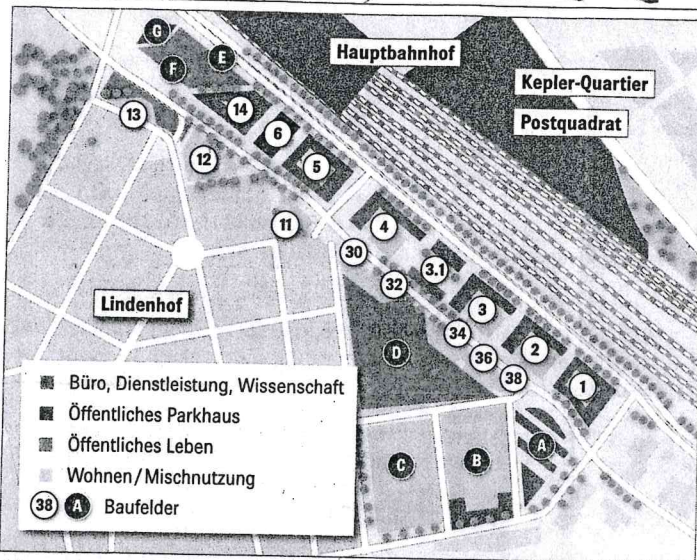 Hauptbahnhof
Kepler-Quartier
Postquadrat
G
E
F
14
13
6
12
5
11
4
30
3.1
32
3
Lindenhof
34
2
D
36
38
1
A
C
B
Büro, Dienstleistung, Wissenschaft
Öffentliches Parkhaus
Öffentliches Leben
Wohnen/Mischnutzung
38 A Baufelder